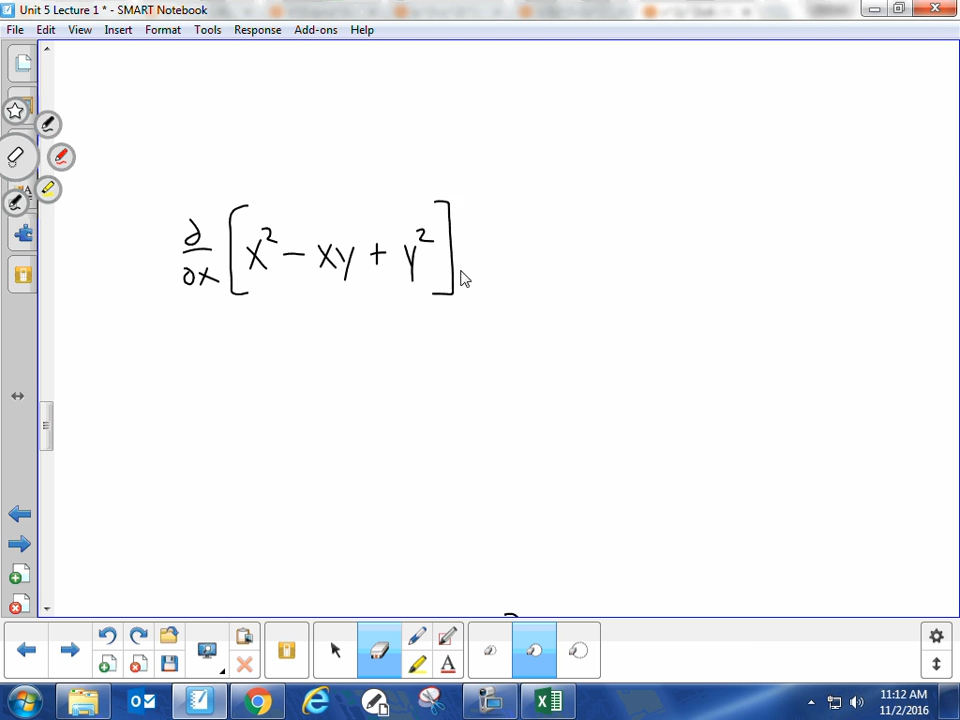 Unit 5 Lecture 1 * - SMART Notebook
File Edit View Insert Format Tools Response Add-ons Help
∂/∂x [x² - xy + y²]
11:12 AM
11/2/2016